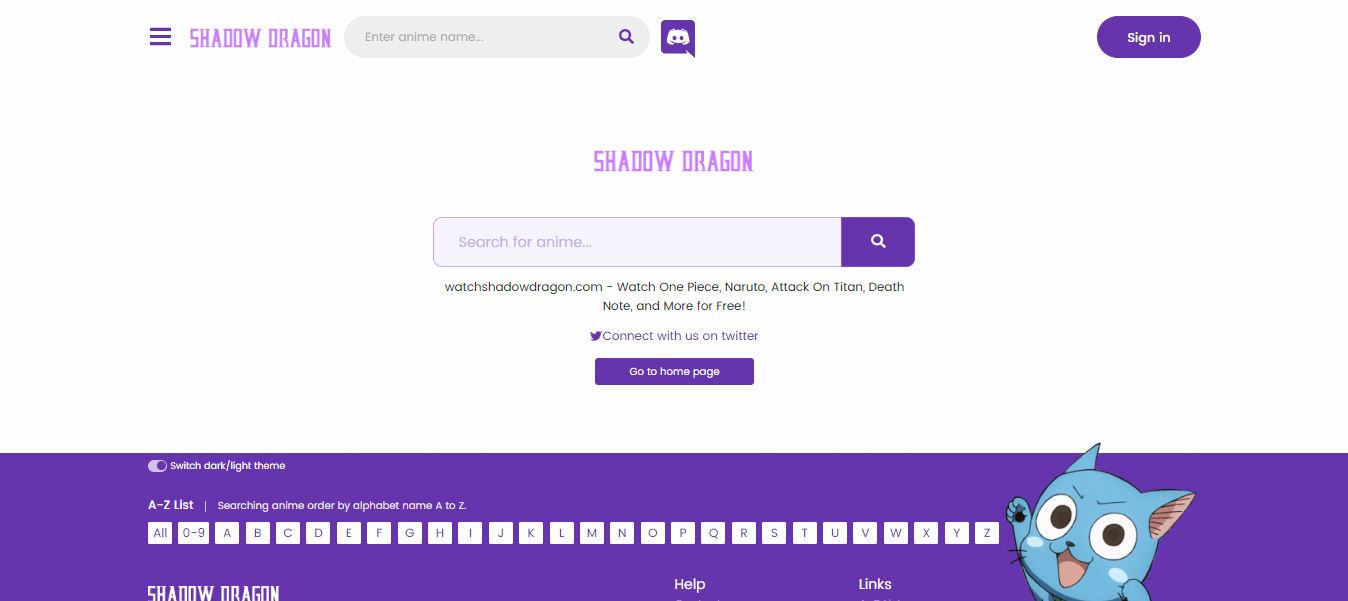 SHADOW DRAGON
Enter anime name...
Sign in
SHADOW DRAGON
Search for anime...
watchshadowdragon.com - Watch One Piece, Naruto, Attack On Titan, Death
Note, and More for Free!
Connect with us on twitter
Go to home page
Switch dark/light theme
A-Z List | Searching anime order by alphabet name A to Z.
All 0-9 A B C D E F G H I J K L M N O P Q R S T U V W X Y Z
SHADOW DRAGON
Help
Links